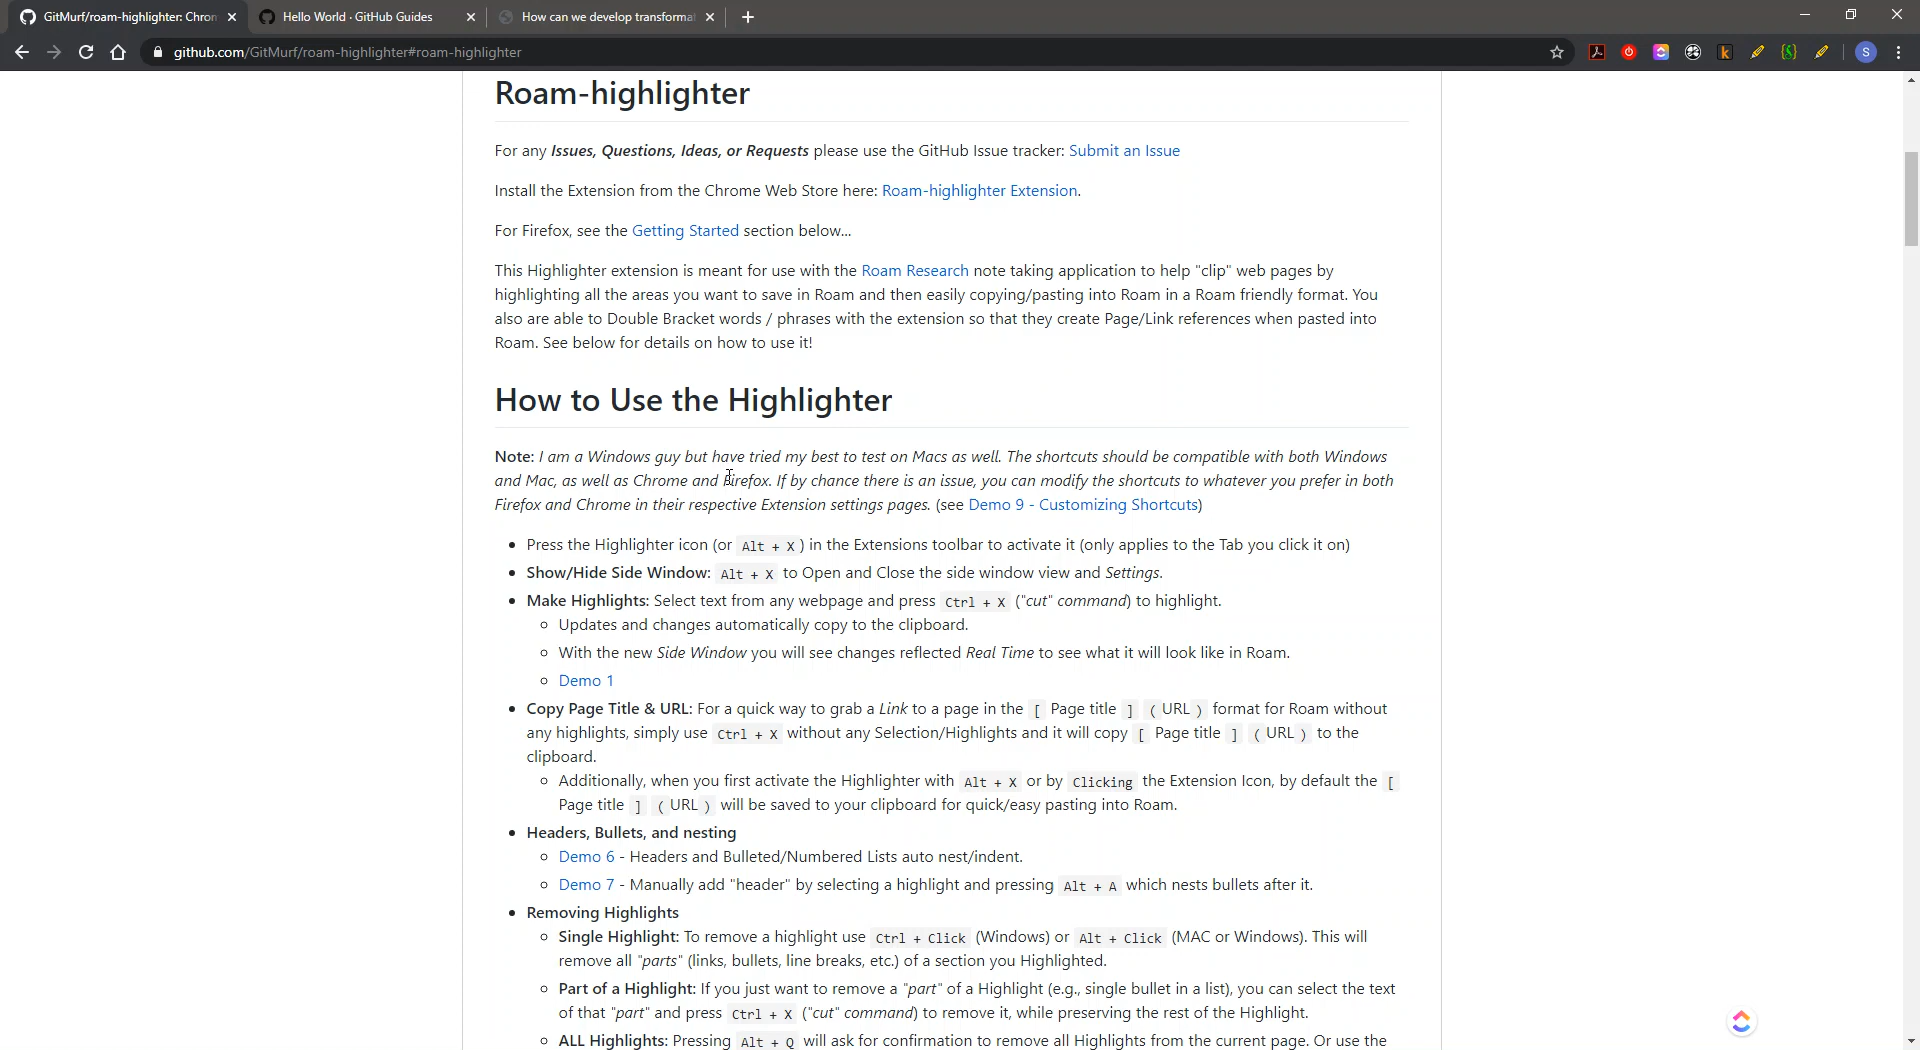 GitMurf/roam-highlighter: Chrom
Hello World · GitHub Guides
How can we develop transformat
github.com/GitMurf/roam-highlighter#roam-highlighter
S
Roam-highlighter
For any Issues, Questions, Ideas, or Requests please use the GitHub Issue tracker: Submit an Issue
Install the Extension from the Chrome Web Store here: Roam-highlighter Extension.
For Firefox, see the Getting Started section below...
This Highlighter extension is meant for use with the Roam Research note taking application to help "clip" web pages by
highlighting all the areas you want to save in Roam and then easily copying/pasting into Roam in a Roam friendly format. You
also are able to Double Bracket words / phrases with the extension so that they create Page/Link references when pasted into
Roam. See below for details on how to use it!
How to Use the Highlighter
Note: I am a Windows guy but have tried my best to test on Macs as well. The shortcuts should be compatible with both Windows
and Mac, as well as Chrome and Firefox. If by chance there is an issue, you can modify the shortcuts to whatever you prefer in both
Firefox and Chrome in their respective Extension settings pages. (see Demo 9 - Customizing Shortcuts)
• Press the Highlighter icon (or Alt + X ) in the Extensions toolbar to activate it (only applies to the Tab you click it on)
• Show/Hide Side Window: Alt + X to Open and Close the side window view and Settings.
• Make Highlights: Select text from any webpage and press Ctrl + X ("cut" command) to highlight.
○ Updates and changes automatically copy to the clipboard.
○ With the new Side Window you will see changes reflected Real Time to see what it will look like in Roam.
○ Demo 1
• Copy Page Title & URL: For a quick way to grab a Link to a page in the [ Page title ] ( URL ) format for Roam without
any highlights, simply use Ctrl + X without any Selection/Highlights and it will copy [ Page title ] ( URL ) to the
clipboard.
○ Additionally, when you first activate the Highlighter with Alt + X or by Clicking the Extension Icon, by default the [
Page title ] ( URL ) will be saved to your clipboard for quick/easy pasting into Roam.
• Headers, Bullets, and nesting
○ Demo 6 - Headers and Bulleted/Numbered Lists auto nest/indent.
○ Demo 7 - Manually add "header" by selecting a highlight and pressing Alt + A which nests bullets after it.
• Removing Highlights
○ Single Highlight: To remove a highlight use Ctrl + Click (Windows) or Alt + Click (MAC or Windows). This will
remove all "parts" (links, bullets, line breaks, etc.) of a section you Highlighted.
○ Part of a Highlight: If you just want to remove a "part" of a Highlight (e.g., single bullet in a list), you can select the text
of that "part" and press Ctrl + X ("cut" command) to remove it, while preserving the rest of the Highlight.
○ ALL Highlights: Pressing Alt + Q will ask for confirmation to remove all Highlights from the current page. Or use the